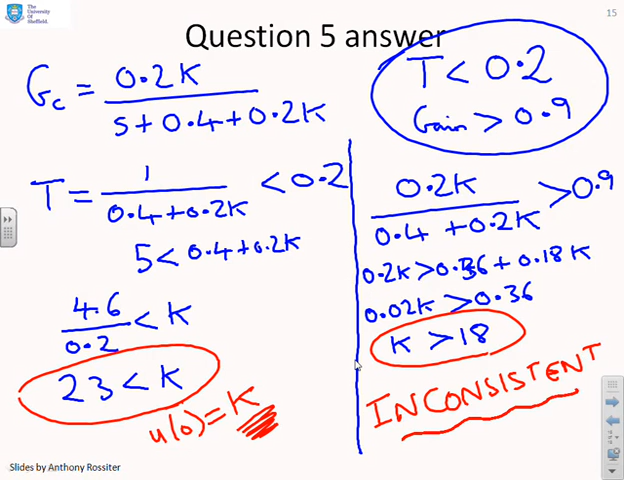 The
University
Of
Sheffield.
15
Question 5 answer
Gc = 0.2K / (s + 0.4 + 0.2K)
T < 0.2
Gain > 0.9
T = 1 / (0.4 + 0.2K) < 0.2
5 < 0.4 + 0.2K
4.6 / 0.2 < K
23 < K
u(0) = K
0.2K / (0.4 + 0.2K) > 0.9
0.2K > 0.36 + 0.18K
0.02K > 0.36
K > 18
INCONSISTENT
Slides by Anthony Rossiter